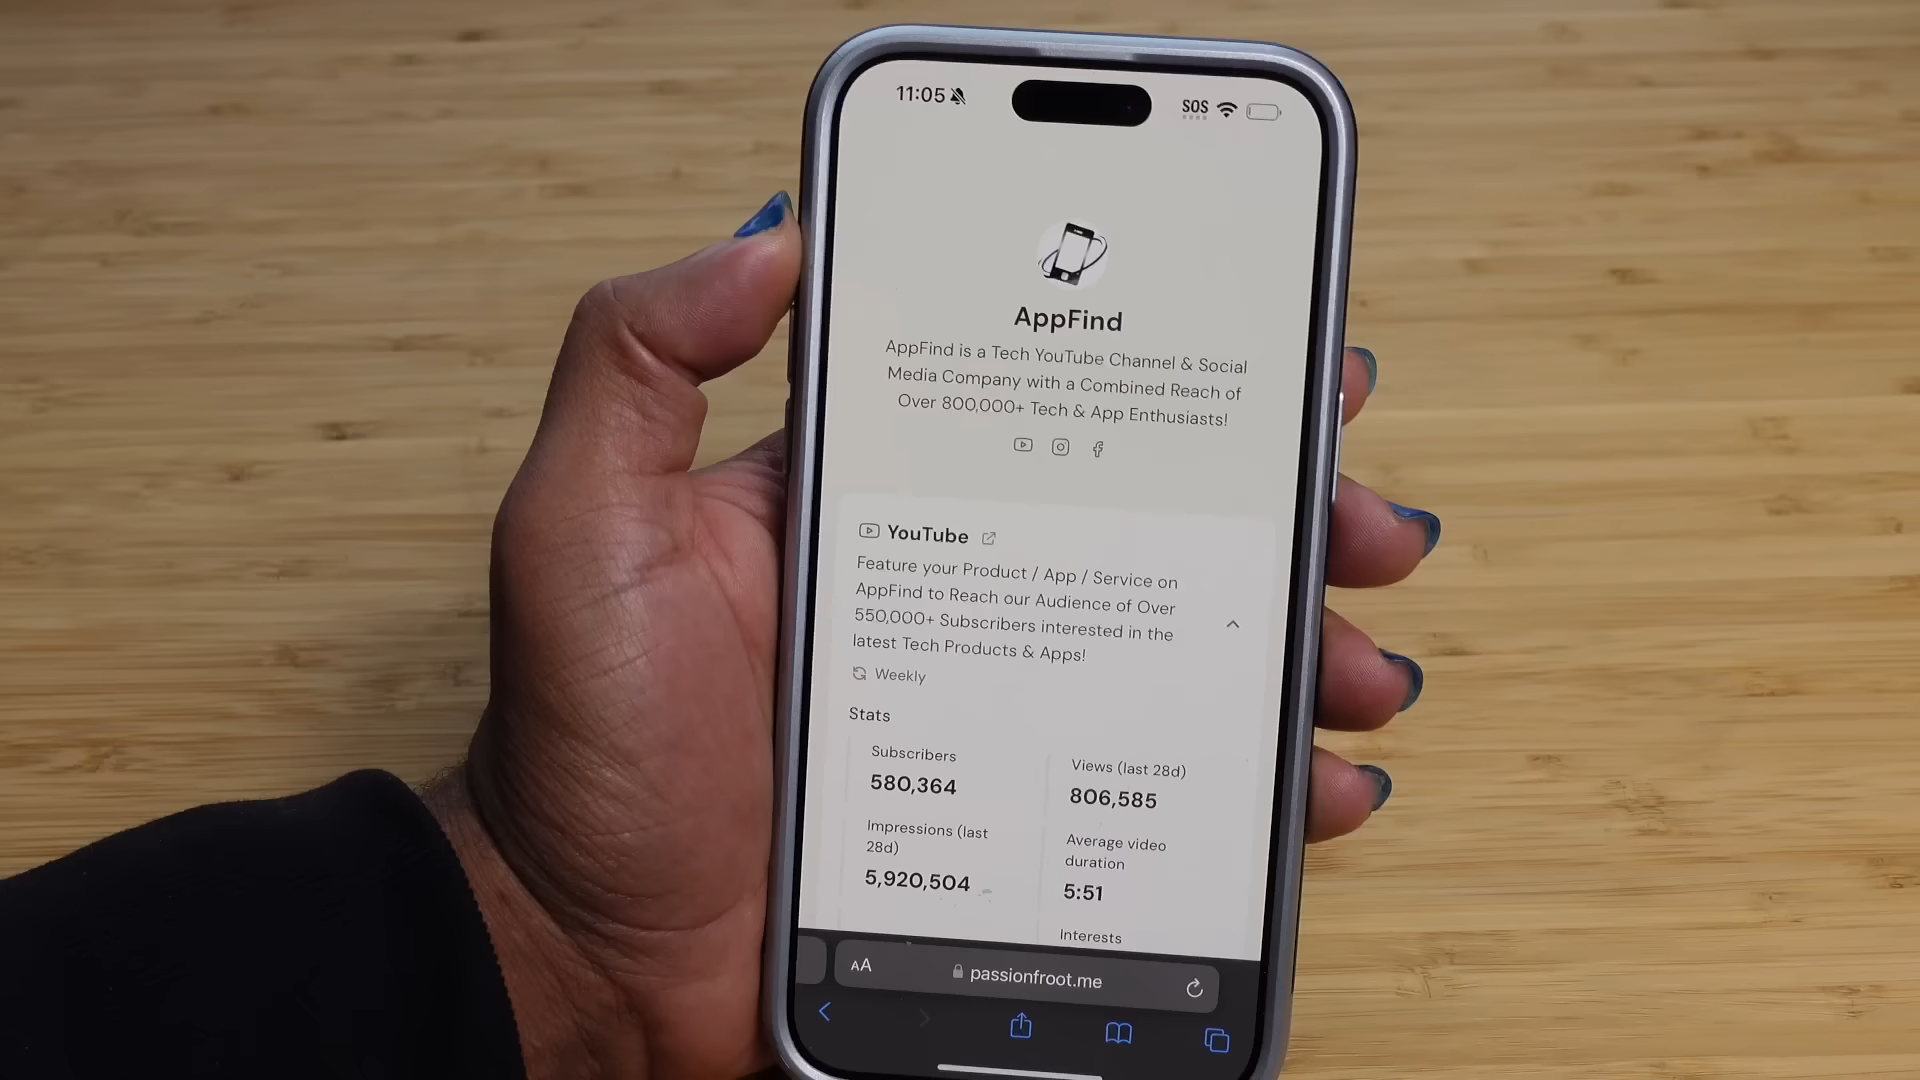 11:05
SOS
AppFind
AppFind is a Tech YouTube Channel & Social
Media Company with a Combined Reach of
Over 800,000+ Tech & App Enthusiasts!
YouTube
Feature your Product / App / Service on
AppFind to Reach our Audience of Over
550,000+ Subscribers interested in the
latest Tech Products & Apps!
Weekly
Stats
Subscribers
580,364
Views (last 28d)
806,585
Impressions (last
28d)
5,920,504
Average video
duration
5:51
Interests
AA
passionfroot.me